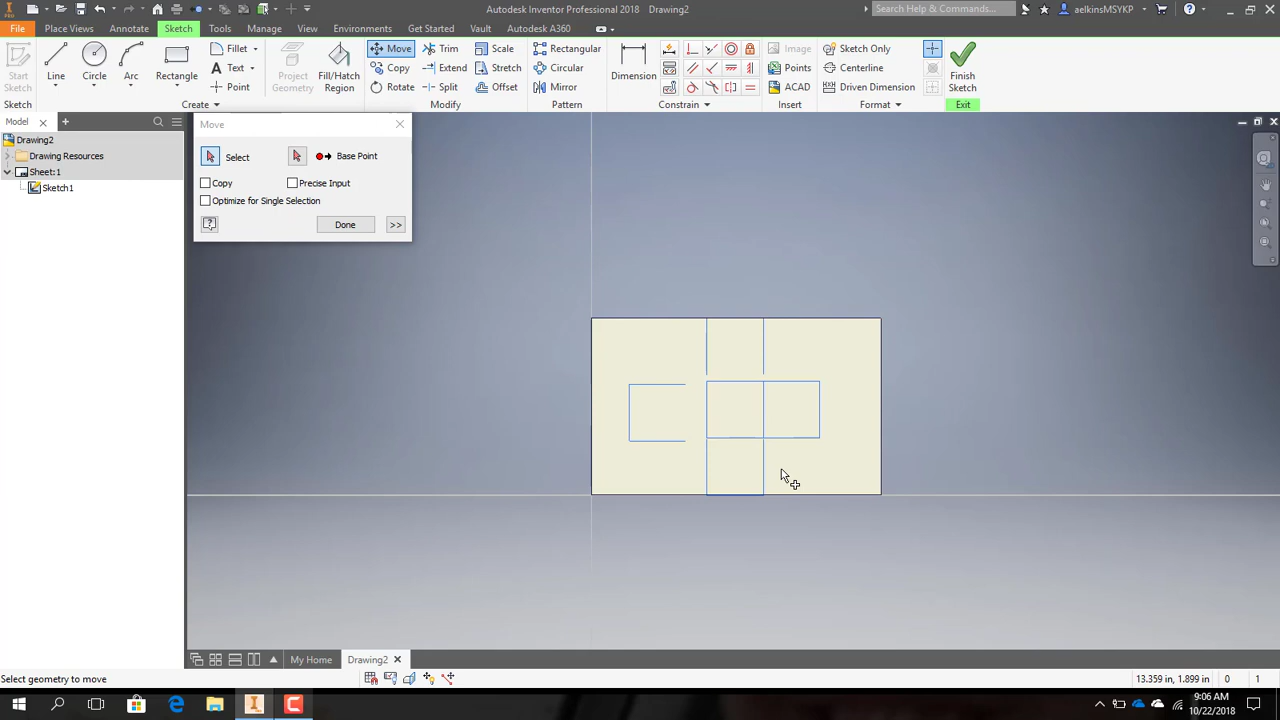 PRO
Autodesk Inventor Professional 2018   Drawing2
Search Help & Commands...
aelkinsMSYKP
File
Place Views
Annotate
Sketch
Tools
Manage
View
Environments
Get Started
Vault
Autodesk A360
Start Sketch
Sketch
Line
Circle
Arc
Rectangle
Fillet
Text
Point
Create
Project Geometry
Fill/Hatch Region
Move
Copy
Rotate
Trim
Extend
Split
Scale
Stretch
Offset
Modify
Rectangular
Circular
Mirror
Pattern
Dimension
Constrain
Image
Points
ACAD
Insert
Sketch Only
Centerline
Driven Dimension
Format
Finish Sketch
Exit
Model
Drawing2
Drawing Resources
Sheet:1
Sketch1
Move
Select
Base Point
Copy
Precise Input
Optimize for Single Selection
Done
>>
My Home
Drawing2
Select geometry to move
13.359 in, 1.899 in
0
1
9:06 AM
10/22/2018